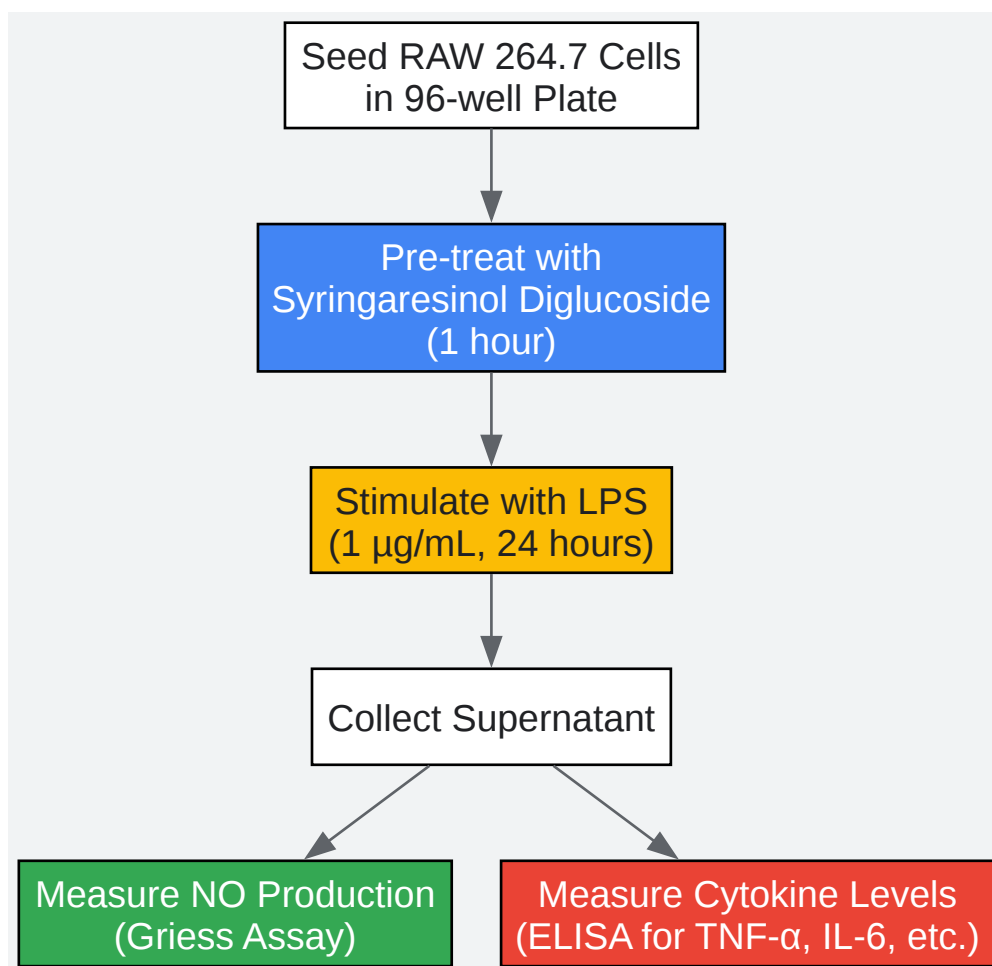 Seed RAW 264.7 Cells
in 96-well Plate
Pre-treat with
Syringaresinol Diglucoside
(1 hour)
Stimulate with LPS
(1 µg/mL, 24 hours)
Collect Supernatant
Measure NO Production
(Griess Assay)
Measure Cytokine Levels
(ELISA for TNF-α, IL-6, etc.)